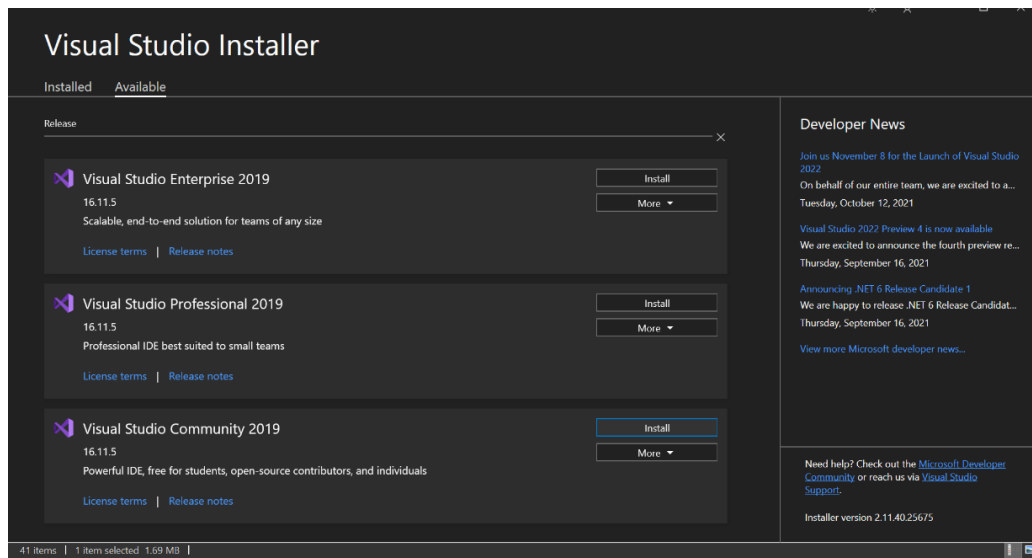 Visual Studio Installer
Installed Available
Release
Visual Studio Enterprise 2019
16.11.5
Scalable, end-to-end solution for teams of any size
License terms | Release notes
Install
More
Visual Studio Professional 2019
16.11.5
Professional IDE best suited to small teams
License terms | Release notes
Install
More
Visual Studio Community 2019
16.11.5
Powerful IDE, free for students, open-source contributors, and individuals
License terms | Release notes
Install
More
Developer News
Join us November 8 for the Launch of Visual Studio
2022
On behalf of our entire team, we are excited to a...
Tuesday, October 12, 2021
Visual Studio 2022 Preview 4 is now available
We are excited to announce the fourth preview re...
Thursday, September 16, 2021
Announcing .NET 6 Release Candidate 1
We are happy to release .NET 6 Release Candidat...
Thursday, September 16, 2021
View more Microsoft developer news...
Need help? Check out the Microsoft Developer
Community or reach us via Visual Studio
Support.
Installer version 2.11.40.25675
41 items | 1 item selected 1.69 MB |